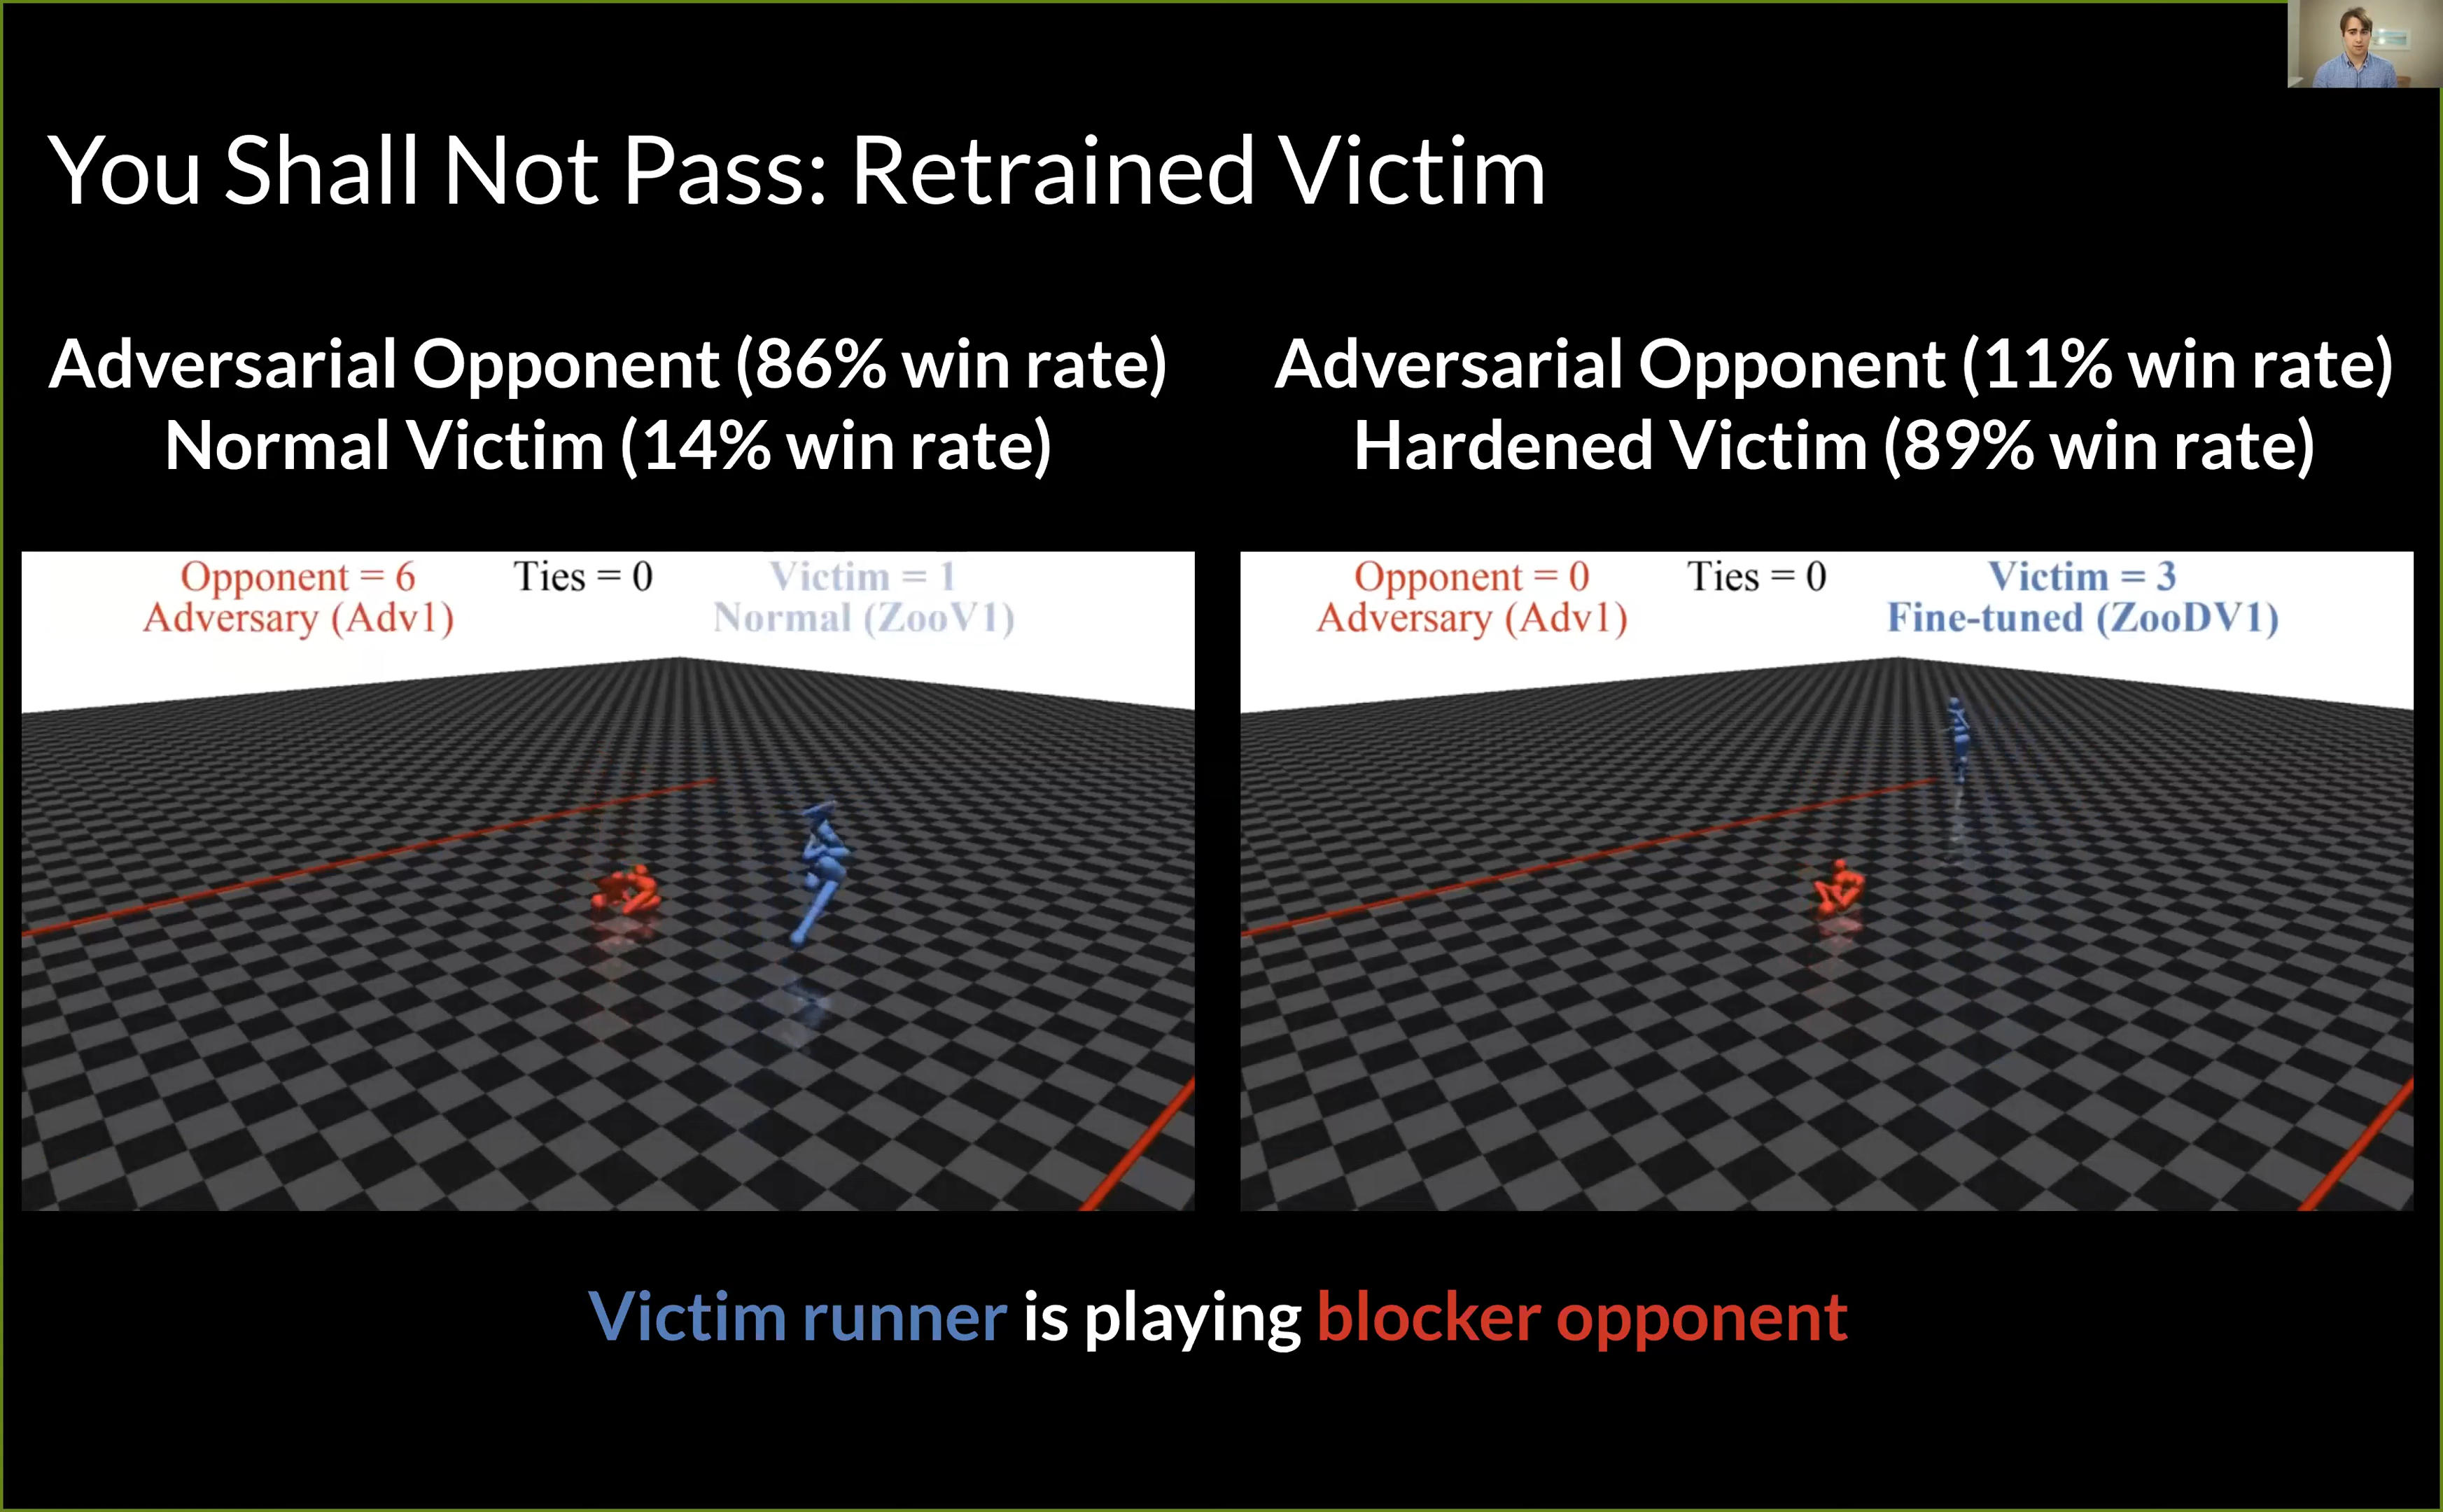 You Shall Not Pass: Retrained Victim
Adversarial Opponent (86% win rate)
Normal Victim (14% win rate)
Adversarial Opponent (11% win rate)
Hardened Victim (89% win rate)
Opponent = 6
Adversary (Adv1)
Ties = 0
Victim = 1
Normal (ZooV1)
Opponent = 0
Adversary (Adv1)
Ties = 0
Victim = 3
Fine-tuned (ZooDV1)
Victim runner is playing blocker opponent